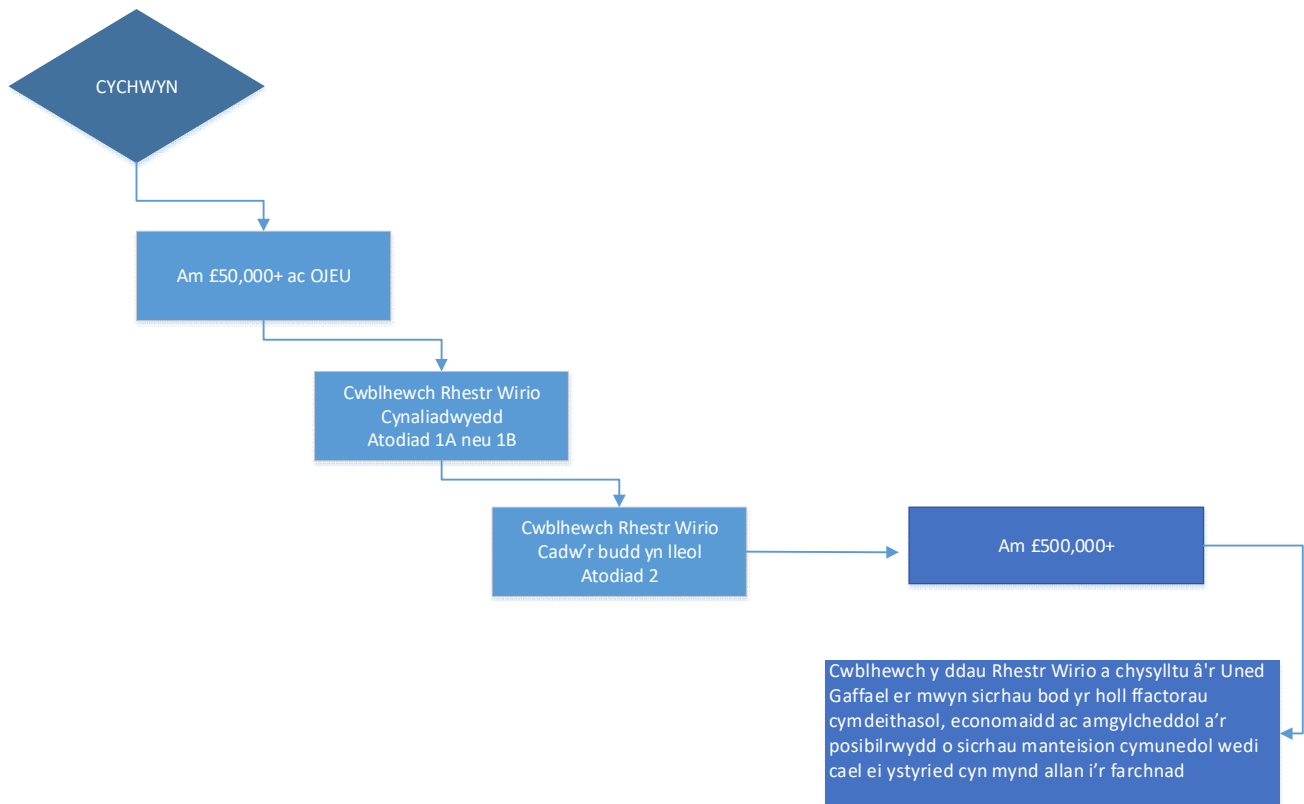 CYCHWYN
Am £50,000+ ac OJEU
Cwblhewch Rhestr Wirio
Cynaliadwyedd
Atodiad 1A neu 1B
Cwblhewch Rhestr Wirio
Cadw’r budd yn lleol
Atodiad 2
Am £500,000+
Cwblhewch y ddau Rhestr Wirio a chysylltu â'r Uned
Gaffael er mwyn sicrhau bod yr holl ffactorau
cymdeithasol, economaidd ac amgylcheddol a’r
posibilrwydd o sicrhau manteision cymunedol wedi
cael ei ystyried cyn mynd allan i’r farchnad